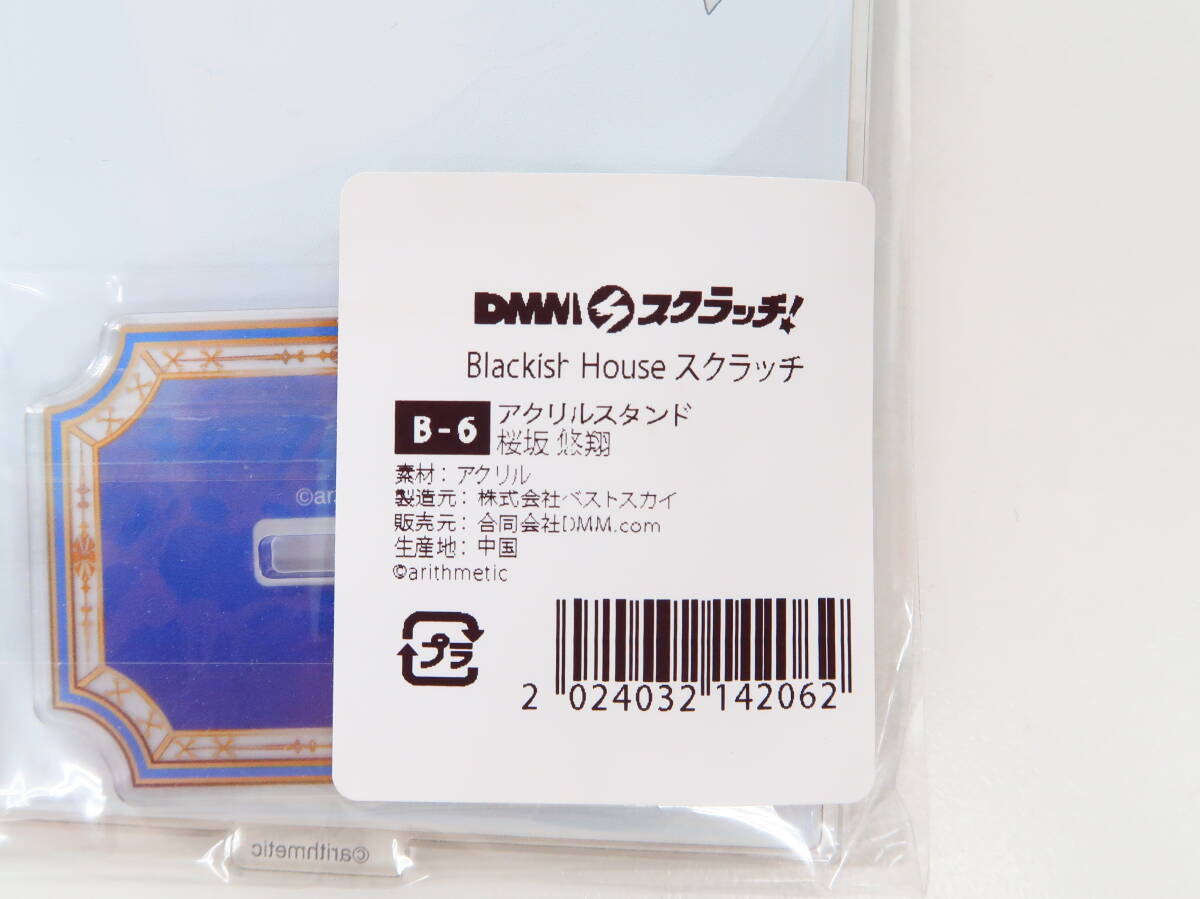 DMM スクラッチ!
Blackish House スクラッチ
B-6
アクリルスタンド
桜坂 悠翔
素材: アクリル
製造元: 株式会社ベストスカイ
販売元: 合同会社DMM.com
生産地: 中国
©arithmetic
プラ
2 024032 142062
©ar
©arithmetic